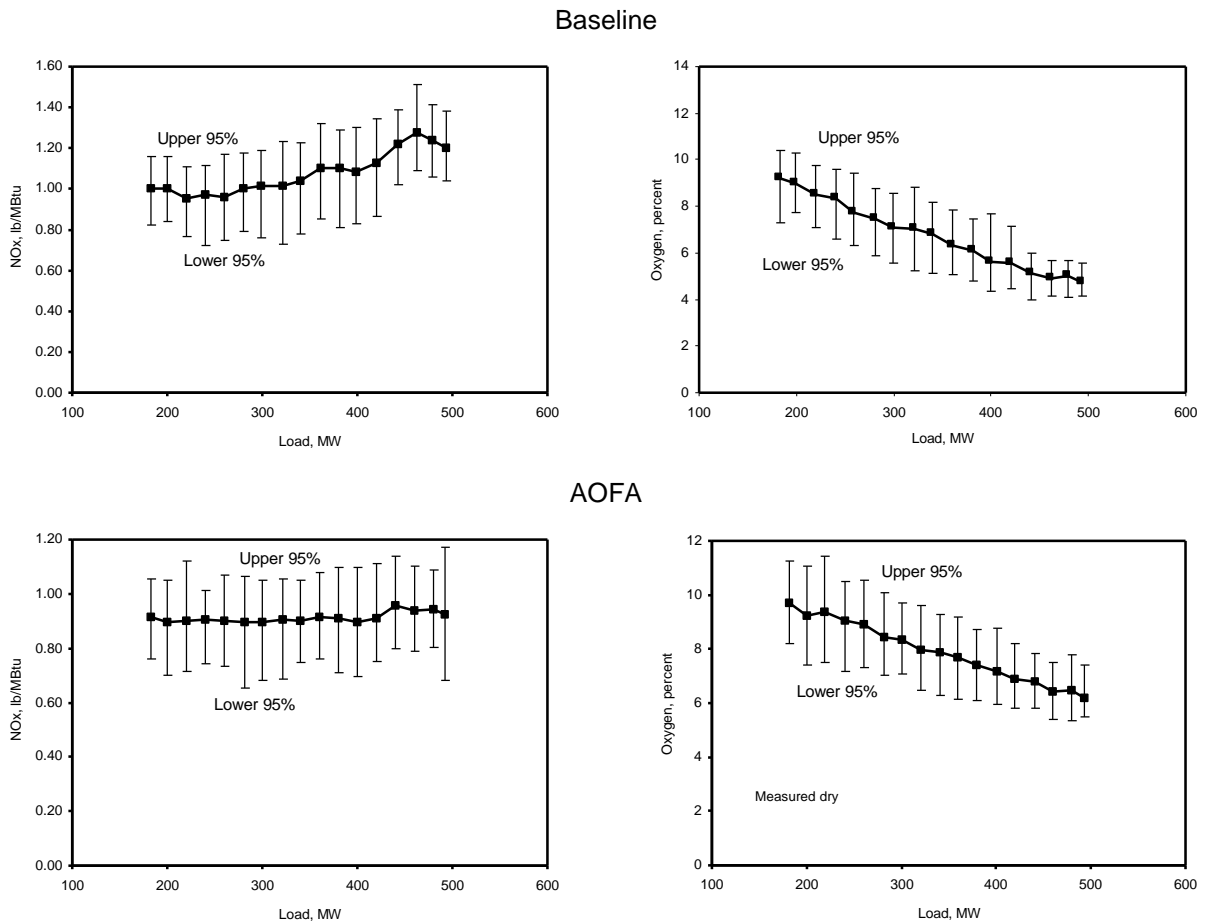 Baseline
1.60
1.40
1.20
1.00
0.80
0.60
0.40
0.20
0.00
NOx, lb/MBtu
Upper 95%
Lower 95%
100 200 300 400 500 600
Load, MW
14
12
10
8
6
4
2
0
Oxygen, percent
Upper 95%
Lower 95%
100 200 300 400 500 600
Load, MW
AOFA
1.20
1.00
0.80
0.60
0.40
0.20
0.00
NOx, lb/MBtu
Upper 95%
Lower 95%
100 200 300 400 500 600
Load, MW
12
10
8
6
4
2
0
Oxygen, percent
Upper 95%
Lower 95%
Measured dry
100 200 300 400 500 600
Load, MW